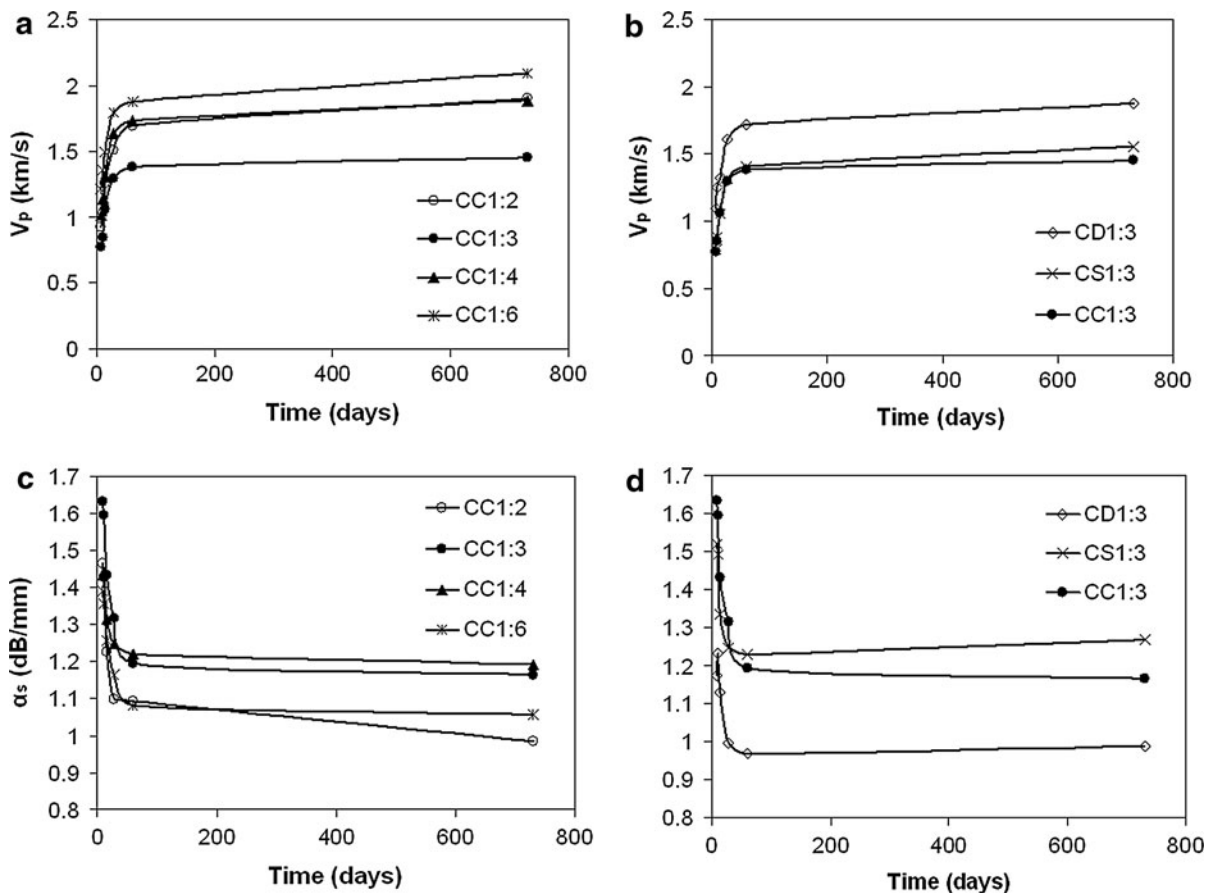 a
2.5
2
1.5
1
0.5
0
Vp (km/s)
0 200 400 600 800
Time (days)
CC1:2
CC1:3
CC1:4
CC1:6
b
2.5
2
1.5
1
0.5
0
Vp (km/s)
0 200 400 600 800
Time (days)
CD1:3
CS1:3
CC1:3
c
1.7
1.6
1.5
1.4
1.3
1.2
1.1
1
0.9
0.8
αs (dB/mm)
0 200 400 600 800
Time (days)
CC1:2
CC1:3
CC1:4
CC1:6
d
1.7
1.6
1.5
1.4
1.3
1.2
1.1
1
0.9
0.8
0 200 400 600 800
Time (days)
CD1:3
CS1:3
CC1:3